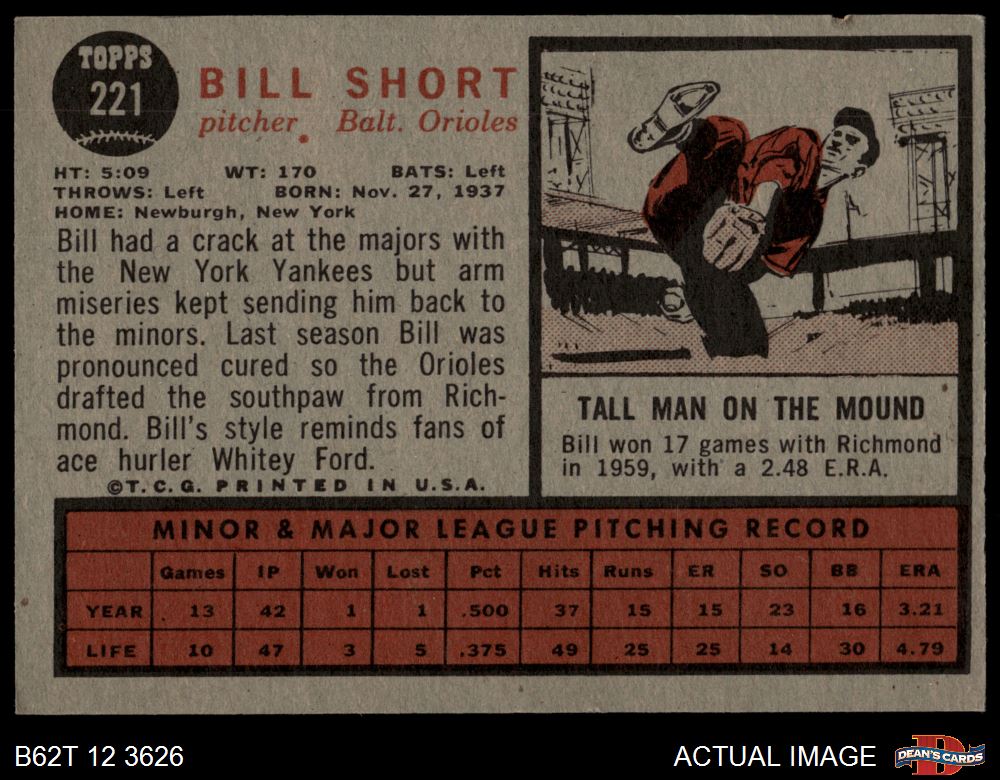 TOPPS
221
BILL SHORT
pitcher Balt. Orioles
HT: 5:09 WT: 170 BATS: Left
THROWS: Left BORN: Nov. 27, 1937
HOME: Newburgh, New York
Bill had a crack at the majors with
the New York Yankees but arm
miseries kept sending him back to
the minors. Last season Bill was
pronounced cured so the Orioles
drafted the southpaw from Rich-
mond. Bill's style reminds fans of
ace hurler Whitey Ford.
©T.C.G. PRINTED IN U.S.A.
TALL MAN ON THE MOUND
Bill won 17 games with Richmond
in 1959, with a 2.48 E.R.A.
MINOR & MAJOR LEAGUE PITCHING RECORD
Games IP Won Lost Pct Hits Runs ER SO BB ERA
YEAR 13 42 1 1 .500 37 15 15 23 16 3.21
LIFE 10 47 3 5 .375 49 25 25 14 30 4.79
B62T 12 3626
ACTUAL IMAGE
D
DEAN'S CARDS